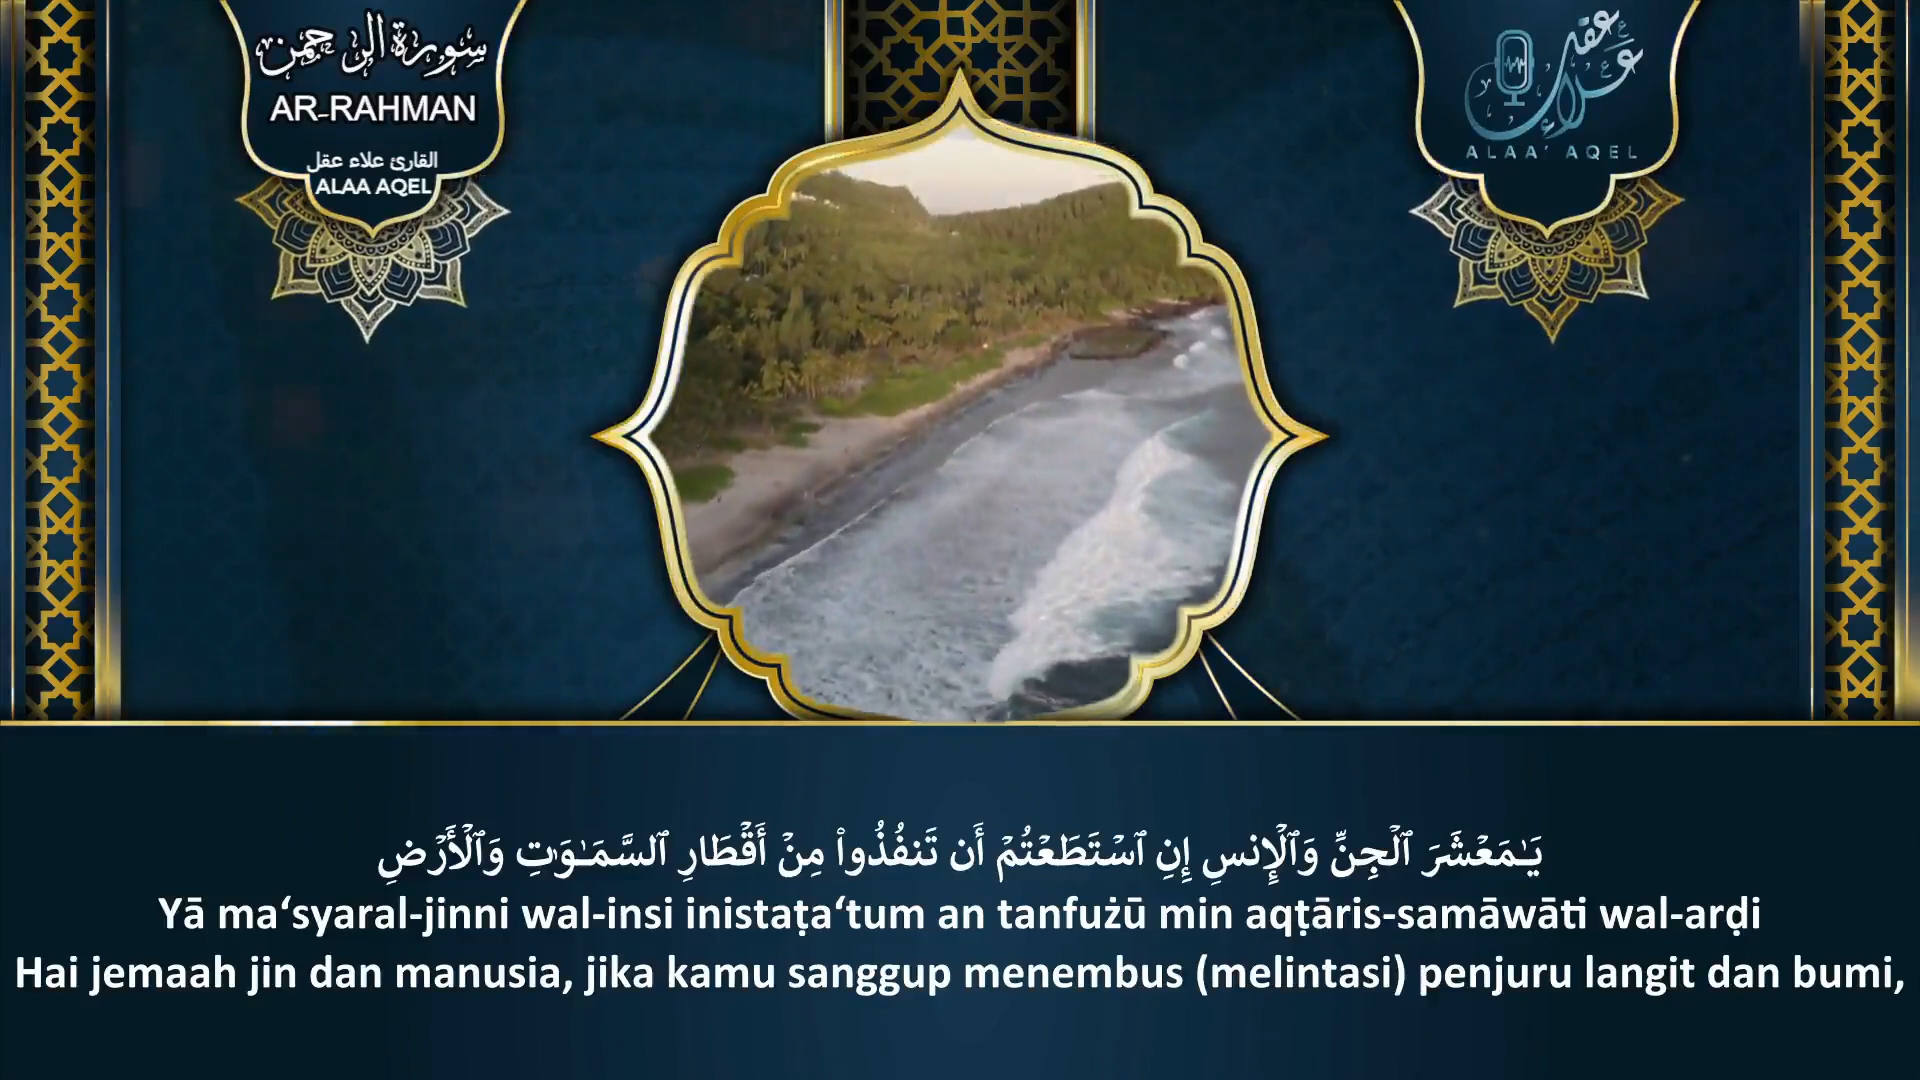 سورة الرحمن
AR-RAHMAN
القارئ علاء عقل
ALAA AQEL
علاء عقل
ALAA' AQEL
يَـٰمَعۡشَرَ ٱلۡجِنِّ وَٱلۡإِنسِ إِنِ ٱسۡتَطَعۡتُمۡ أَن تَنفُذُوا۟ مِنۡ أَقۡطَارِ ٱلسَّمَـٰوَٰتِ وَٱلۡأَرۡضِ
Yā ma‘syaral-jinni wal-insi inistaṭa‘tum an tanfużū min aqṭāris-samāwāti wal-arḍi
Hai jemaah jin dan manusia, jika kamu sanggup menembus (melintasi) penjuru langit dan bumi,